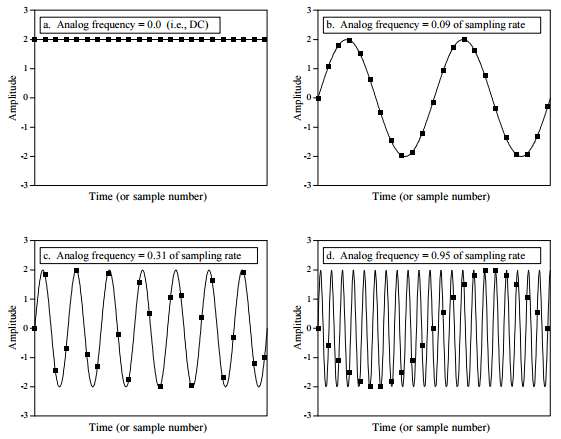 a. Analog frequency = 0.0 (i.e., DC)
3
2
1
0
-1
-2
-3
Amplitude
Time (or sample number)
b. Analog frequency = 0.09 of sampling rate
3
2
1
0
-1
-2
-3
Amplitude
Time (or sample number)
c. Analog frequency = 0.31 of sampling rate
3
2
1
0
-1
-2
-3
Amplitude
Time (or sample number)
d. Analog frequency = 0.95 of sampling rate
3
2
1
0
-1
-2
-3
Amplitude
Time (or sample number)